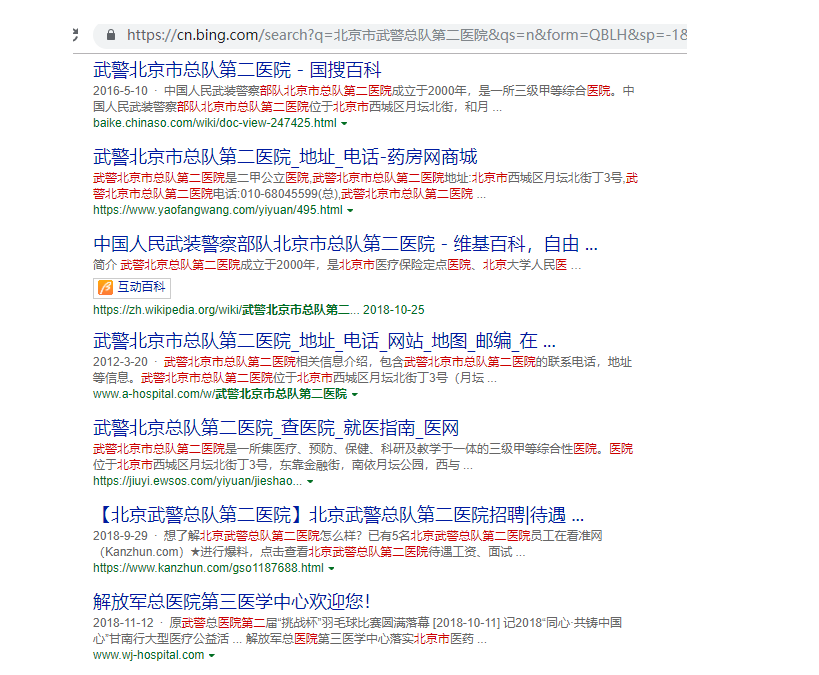 https://cn.bing.com/search?q=北京市武警总队第二医院&qs=n&form=QBLH&sp=-1&
武警北京市总队第二医院 - 国搜百科
2016-5-10 · 中国人民武装警察部队北京市总队第二医院成立于2000年，是一所三级甲等综合医院。中
国人民武装警察部队北京市总队第二医院位于北京市西城区月坛北街，和月 ...
baike.chinaso.com/wiki/doc-view-247425.html
武警北京市总队第二医院_地址_电话-药房网商城
武警北京市总队第二医院是二甲公立医院,武警北京市总队第二医院地址:北京市西城区月坛北街丁3号,武
警北京市总队第二医院电话:010-68045599(总),武警北京市总队第二医院 ...
https://www.yaofangwang.com/yiyuan/495.html
中国人民武装警察部队北京市总队第二医院 - 维基百科，自由 ...
简介 武警北京总队第二医院成立于2000年，是北京市医疗保险定点医院、北京大学人民医 ...
互动百科
https://zh.wikipedia.org/wiki/武警北京市总队第二... 2018-10-25
武警北京市总队第二医院_地址_电话_网站_地图_邮编_在 ...
2012-3-20 · 武警北京市总队第二医院相关信息介绍，包含武警北京市总队第二医院的联系电话，地址
等信息。武警北京市总队第二医院位于北京市西城区月坛北街丁3号（月坛 ...
www.a-hospital.com/w/武警北京市总队第二医院
武警北京总队第二医院_查医院_就医指南_医网
武警北京市总队第二医院是一所集医疗、预防、保健、科研及教学于一体的三级甲等综合性医院。医院
位于北京市西城区月坛北街丁3号，东靠金融街，南依月坛公园，西与 ...
https://jiuyi.ewsos.com/yiyuan/jieshao...
【北京武警总队第二医院】北京武警总队第二医院招聘|待遇 ...
2018-9-29 · 想了解北京武警总队第二医院怎么样？已有5名北京武警总队第二医院员工在看准网
（Kanzhun.com）★进行爆料，点击查看北京武警总队第二医院待遇工资、面试 ...
https://www.kanzhun.com/gso1187688.html
解放军总医院第三医学中心欢迎您！
2018-11-12 · 原武警总医院第二届“挑战杯”羽毛球比赛圆满落幕 [2018-10-11] 记2018“同心·共铸中国
心”甘南行大型医疗公益活 ... 解放军总医院第三医学中心落实北京市医药 ...
www.wj-hospital.com